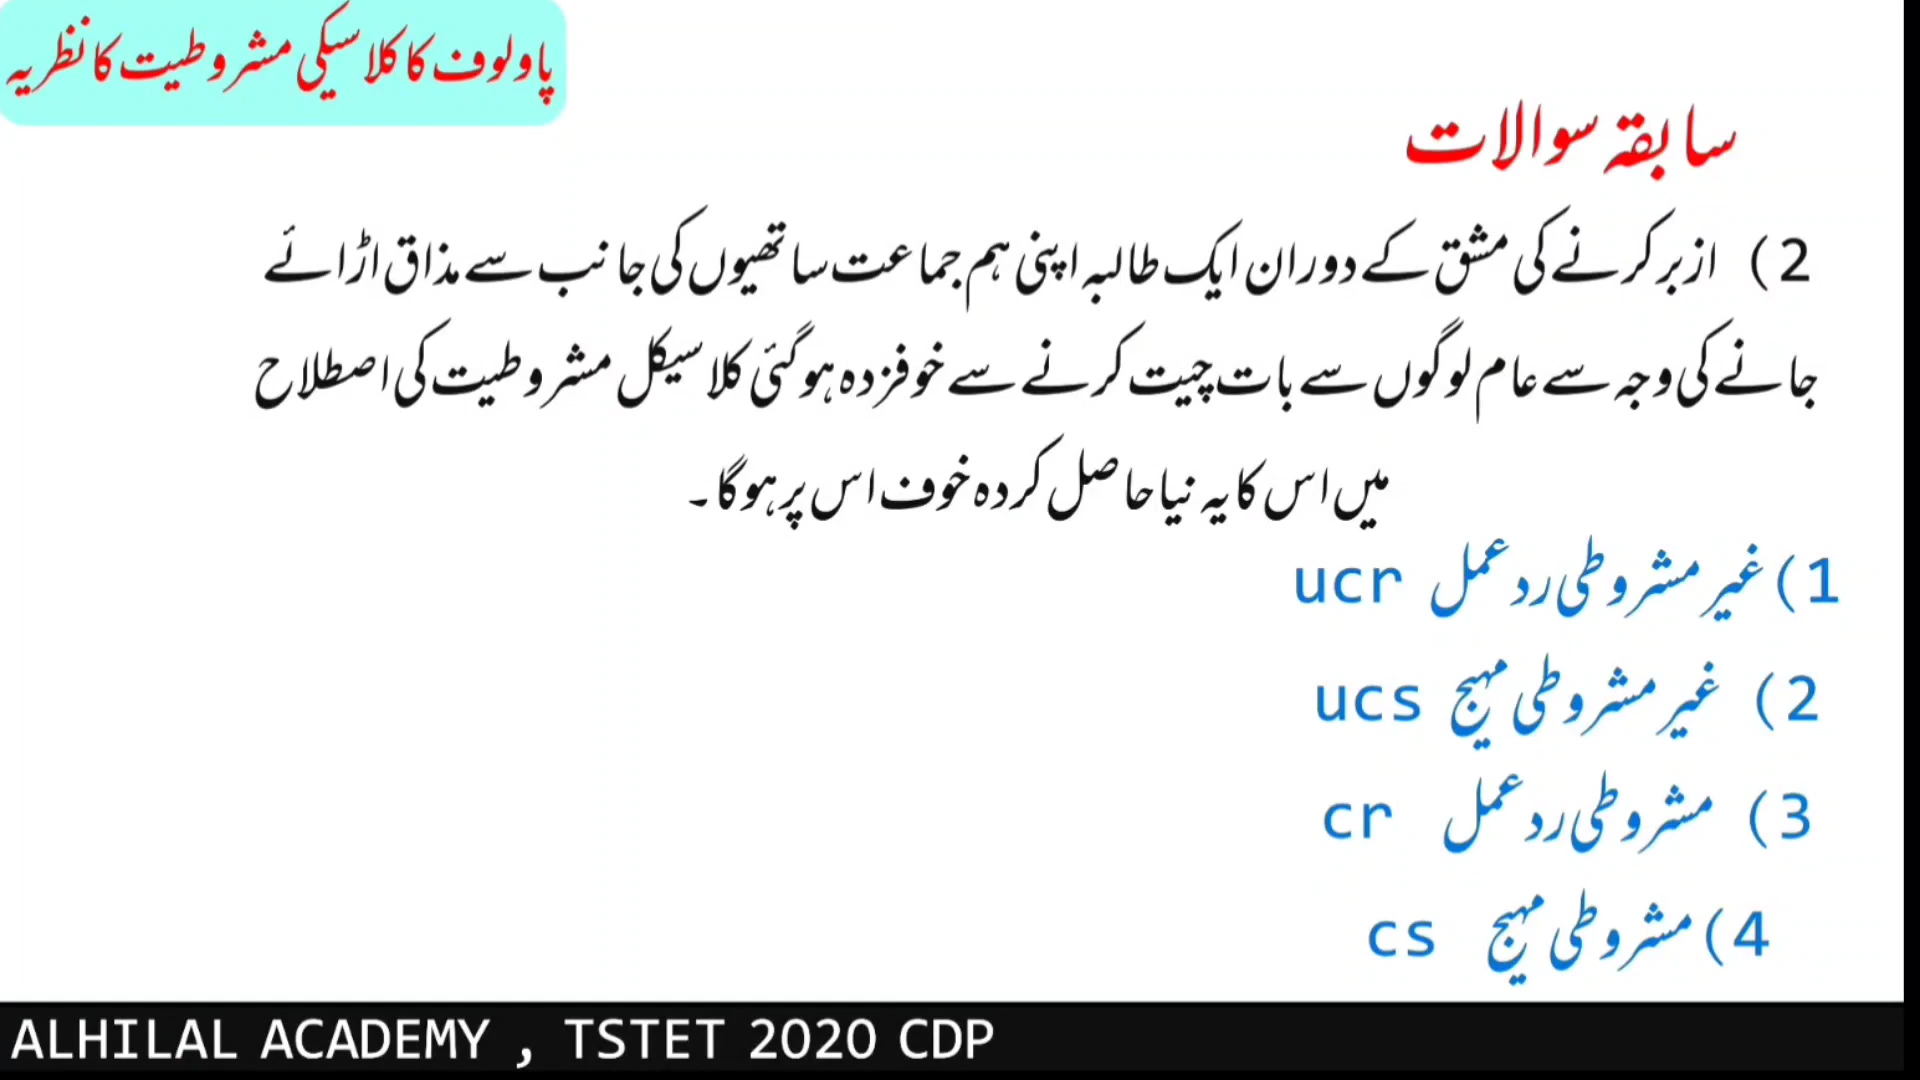 پاولوف کا کلاسیکی مشروطیت کا نظریہ
سابقہ سوالات
2) ازبر کرنے کی مشق کے دوران ایک طالبہ اپنی ہم جماعت ساتھیوں کی جانب سے مذاق اڑائے
جانے کی وجہ سے عام لوگوں سے بات چیت کرنے سے خوفزدہ ہوگئی کلاسیکل مشروطیت کی اصطلاح
میں اس کا یہ نیا حاصل کردہ خوف اس پر ہوگا۔
1) غیر مشروطی ردعمل ucr
2) غیر مشروطی مہیج ucs
3) مشروطی ردعمل cr
4) مشروطی مہیج cs
ALHILAL ACADEMY , TSTET 2020 CDP